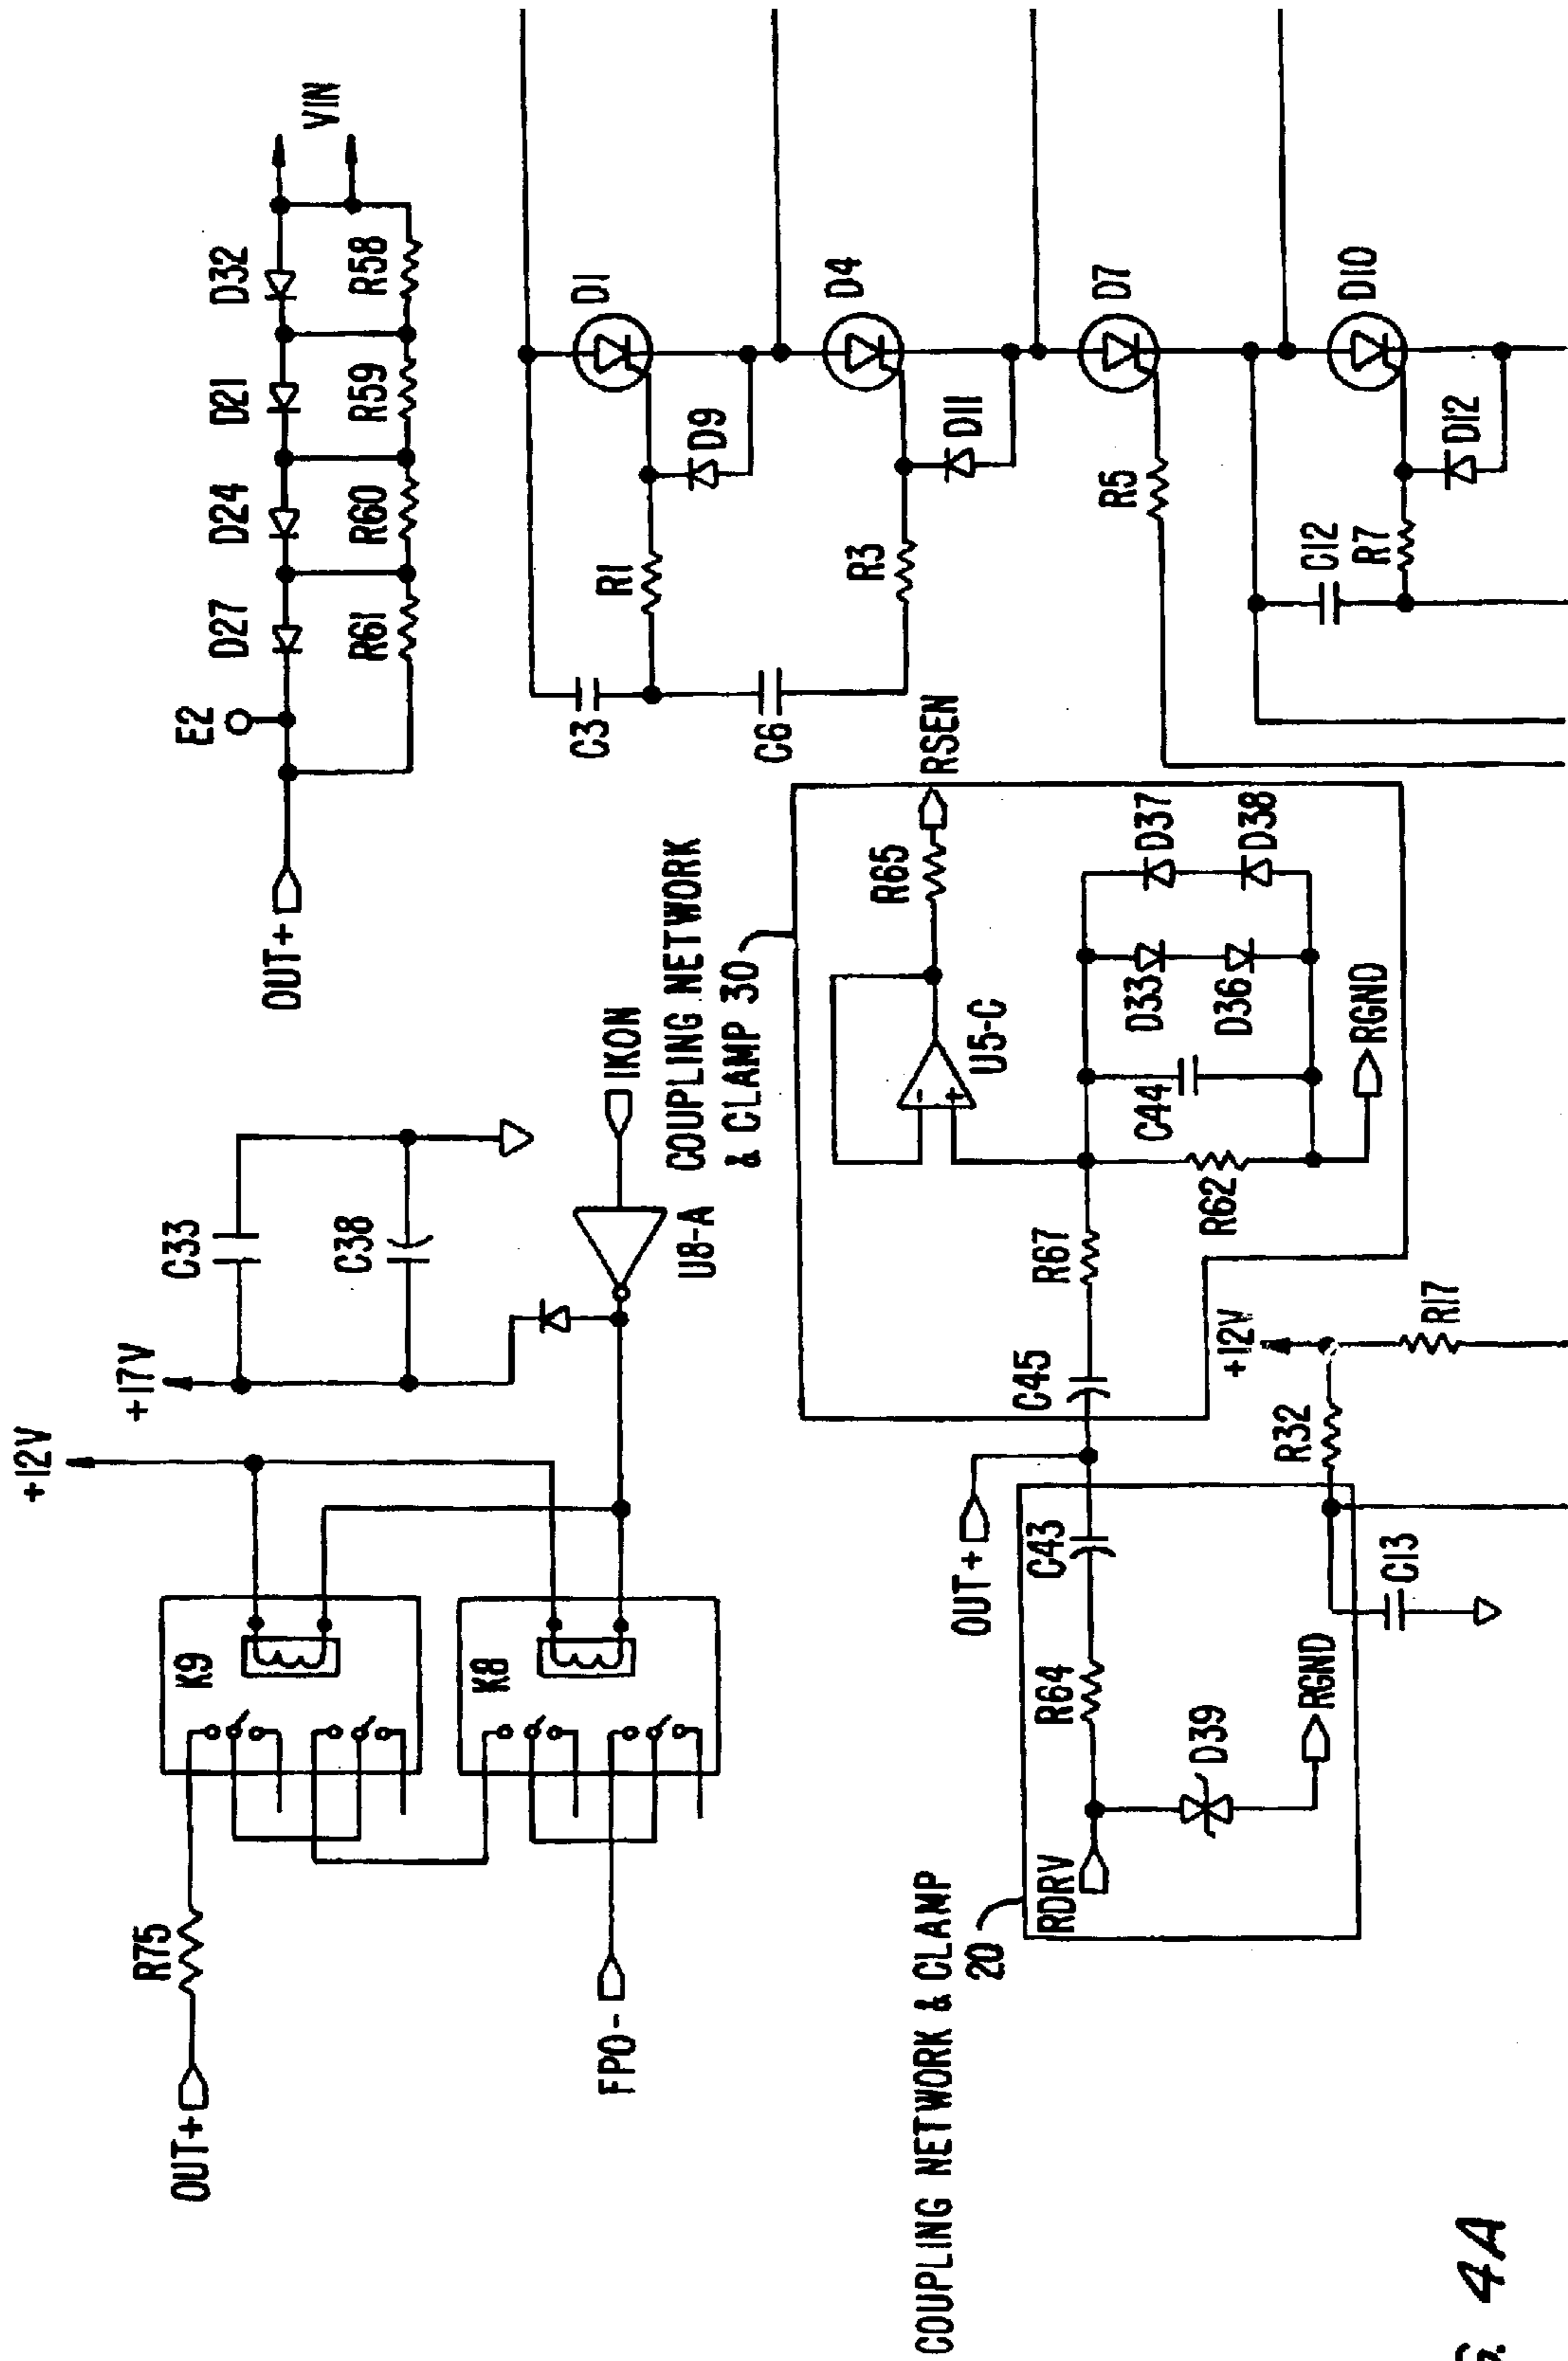 +12V
+17V
C33
C38
K9
K8
R75
OUT+
FPO-
U8-A
IKON
OUT+
E2
D27
D24
D21
D32
R61
R60
R59
R58
VIN
COUPLING NETWORK
& CLAMP 30
C3
C6
R1
R3
D1
D9
D4
D11
D7
R5
D10
D12
C12
R7
RSEN
R65
U5-C
-
+
D37
D38
D33
D36
C44
R62
RGND
R67
C45
OUT+
+12V
R17
R32
C13
COUPLING NETWORK & CLAMP
20
RDRV
R64
C43
D39
RGND
G. 4A